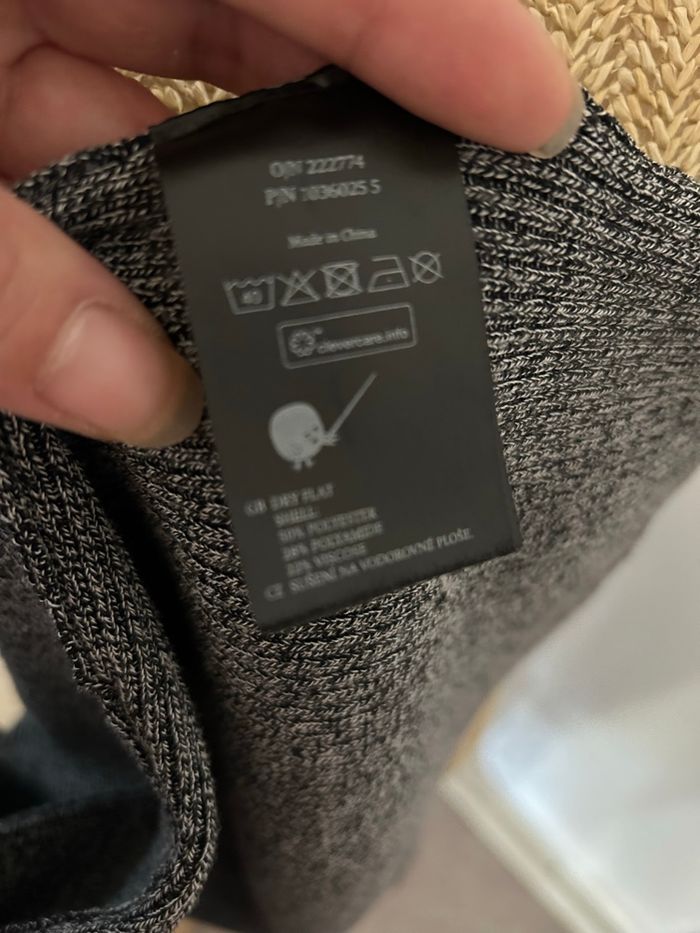 O/N 222774
P/N 1036025 S
Made in China
40
clevercare.info
GB DRY FLAT
SHELL:
50% POLYESTER
28% POLYAMIDE
22% VISCOSE
CZ SUŠENÍ NA VODOROVNÉ PLOŠE.